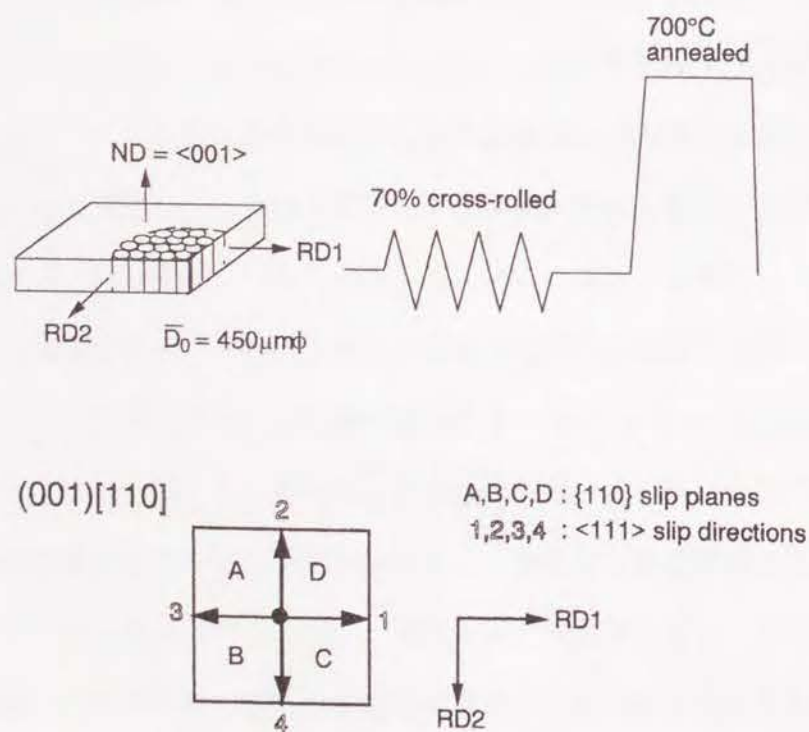 700°C
annealed
ND = <001>
70% cross-rolled
RD1
RD2
D̅₀ = 450μmϕ
(001)[110]
A,B,C,D : {110} slip planes
1,2,3,4 : <111> slip directions
2
A D
3 1
B C
4
RD1
RD2